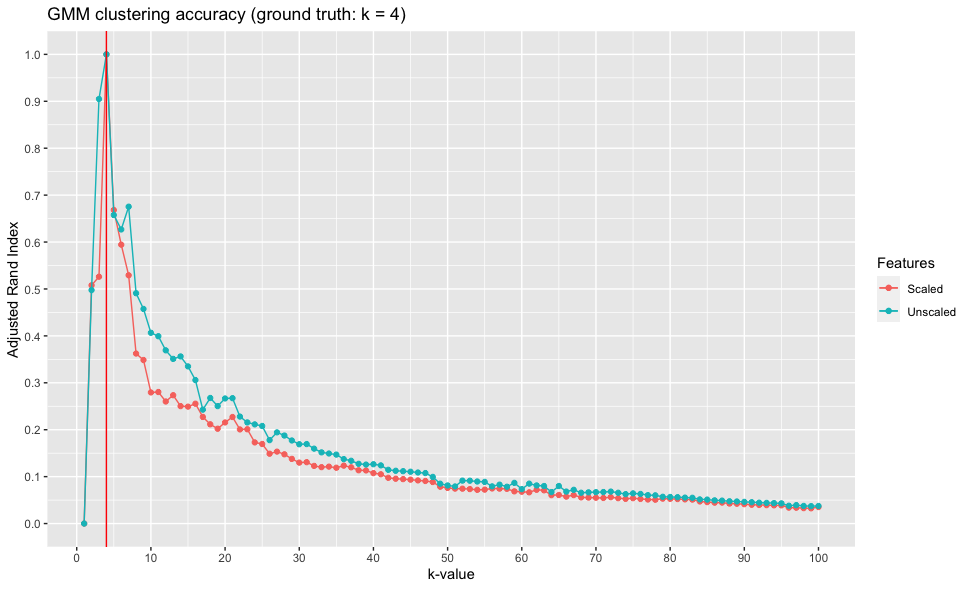 GMM clustering accuracy (ground truth: k = 4)
1.0
0.9
0.8
0.7
0.6
0.5
0.4
0.3
0.2
0.1
0.0
Adjusted Rand Index
0 10 20 30 40 50 60 70 80 90 100
k-value
Features
Scaled
Unscaled